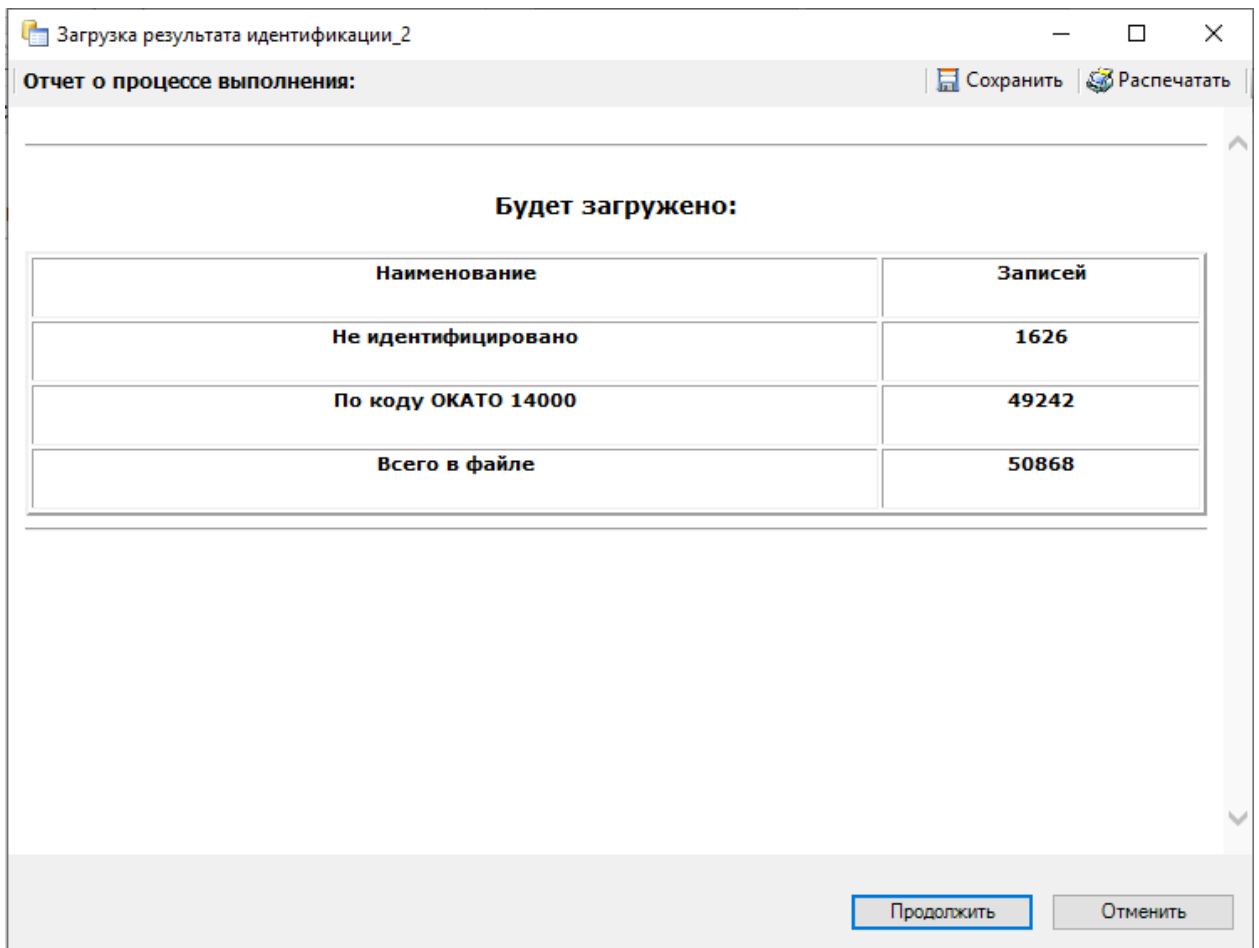 Загрузка результата идентификации_2
Отчет о процессе выполнения: Сохранить Распечатать
Будет загружено:
Наименование Записей
Не идентифицировано 1626
По коду ОКАТО 14000 49242
Всего в файле 50868
Продолжить Отменить